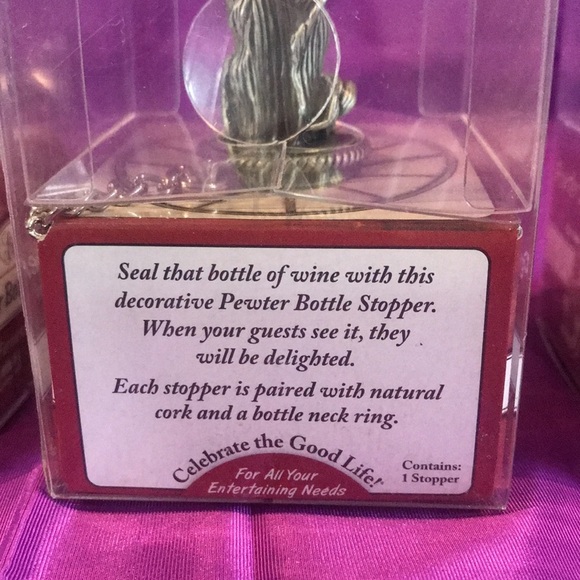 Seal that bottle of wine with this
decorative Pewter Bottle Stopper.
When your guests see it, they
will be delighted.
Each stopper is paired with natural
cork and a bottle neck ring.
Celebrate the Good Life!
For All Your
Entertaining Needs
Contains:
1 Stopper